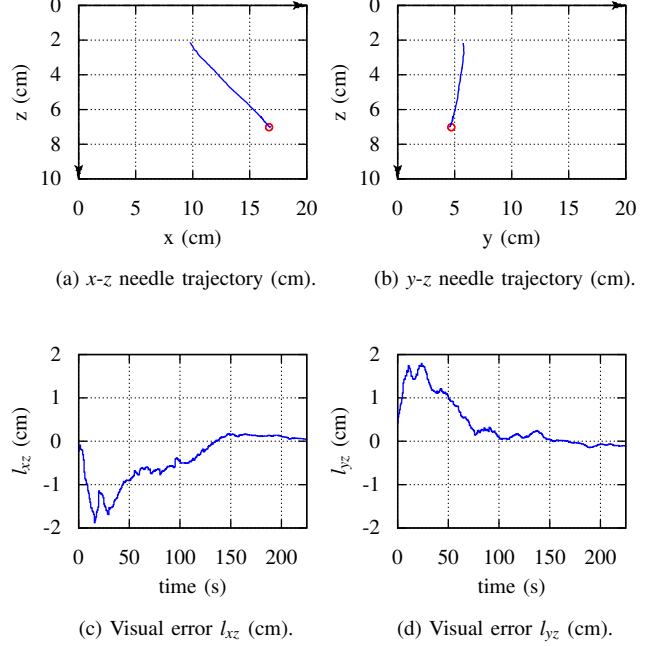 0
2
4
6
8
10
z (cm)
0 5 10 15 20
x (cm)
(a) x-z needle trajectory (cm).
0
2
4
6
8
10
z (cm)
0 5 10 15 20
y (cm)
(b) y-z needle trajectory (cm).
2
1
0
-1
-2
l_xz (cm)
0 50 100 150 200
time (s)
(c) Visual error l_xz (cm).
2
1
0
-1
-2
l_yz (cm)
0 50 100 150 200
time (s)
(d) Visual error l_yz (cm).